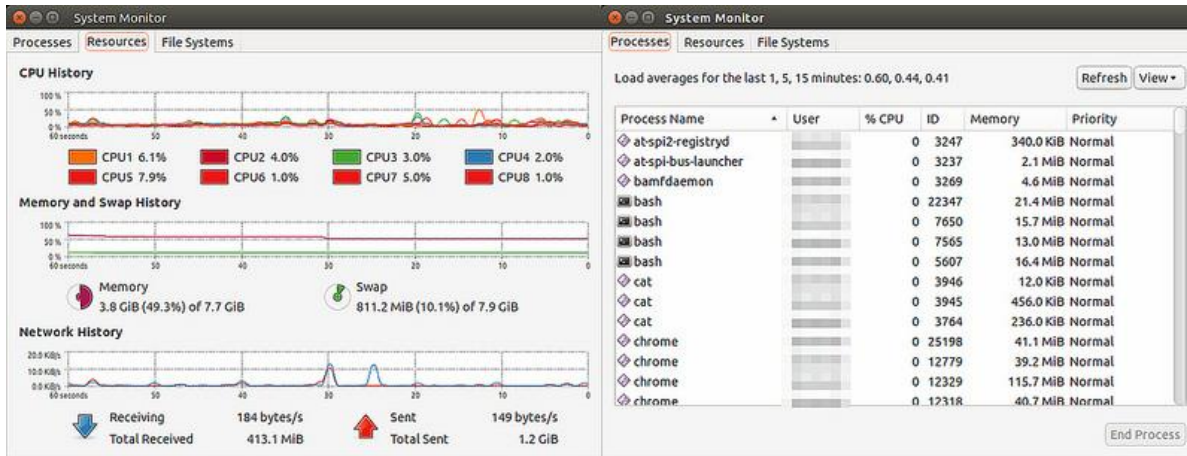 System Monitor
Processes Resources File Systems
CPU History
100 %
50 %
0 %
60 seconds 50 40 30 20 10 0
CPU1 6.1% CPU2 4.0% CPU3 3.0% CPU4 2.0%
CPU5 7.9% CPU6 1.0% CPU7 5.0% CPU8 1.0%
Memory and Swap History
100 %
50 %
0 %
60 seconds 50 40 30 20 10 0
Memory
3.8 GiB (49.3%) of 7.7 GiB
Swap
811.2 MiB (10.1%) of 7.9 GiB
Network History
20.0 KiB/s
10.0 KiB/s
0.0 KiB/s
60 seconds 50 40 30 20 10 0
Receiving 184 bytes/s
Total Received 413.1 MiB
Sent 149 bytes/s
Total Sent 1.2 GiB
System Monitor
Processes Resources File Systems
Load averages for the last 1, 5, 15 minutes: 0.60, 0.44, 0.41
Refresh View
Process Name User % CPU ID Memory Priority
at-spi2-registryd 0 3247 340.0 KiB Normal
at-spi-bus-launcher 0 3237 2.1 MiB Normal
bamfdaemon 0 3269 4.6 MiB Normal
bash 0 22347 21.4 MiB Normal
bash 0 7650 15.7 MiB Normal
bash 0 7565 13.0 MiB Normal
bash 0 5607 16.4 MiB Normal
cat 0 3946 12.0 KiB Normal
cat 0 3945 456.0 KiB Normal
cat 0 3764 236.0 KiB Normal
chrome 0 25198 41.1 MiB Normal
chrome 0 12779 39.2 MiB Normal
chrome 0 12329 115.7 MiB Normal
chrome 0 12318 40.7 MiB Normal
End Process